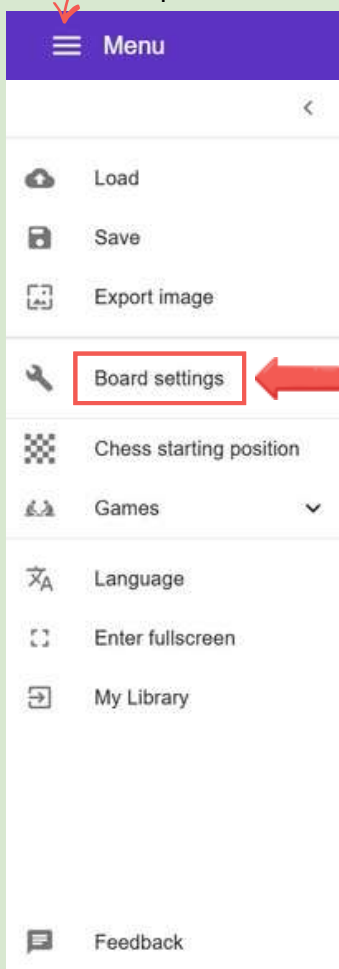 Menu
Load
Save
Export image
Board settings
Chess starting position
Games
Language
Enter fullscreen
My Library
Feedback